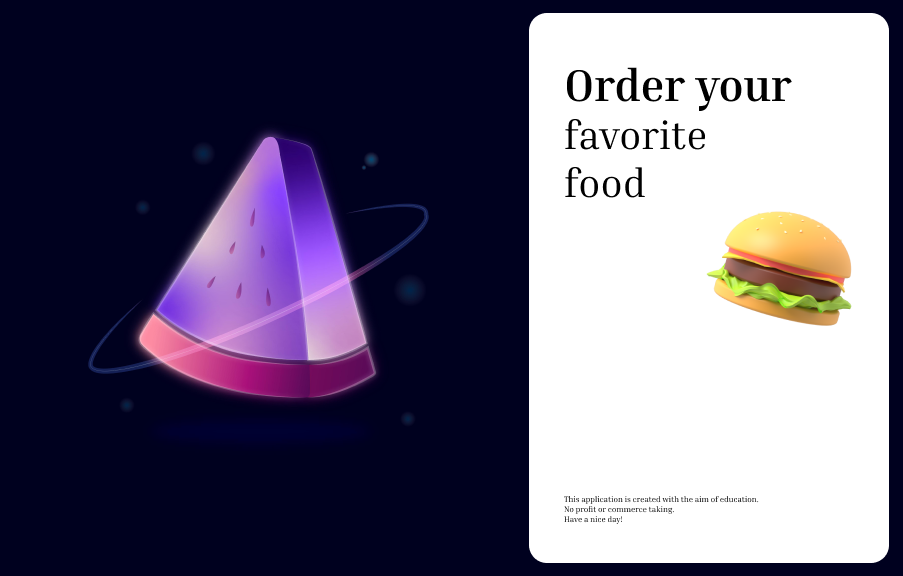 Order your
favorite
food
This application is created with the aim of education.
No profit or commerce taking.
Have a nice day!